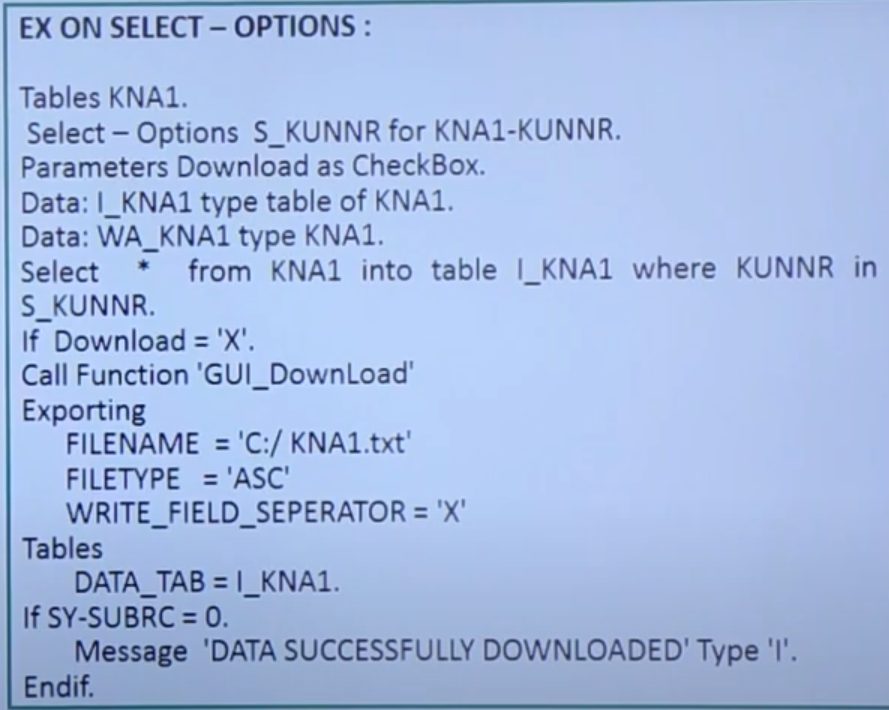 EX ON SELECT – OPTIONS :
Tables KNA1.
Select – Options S_KUNNR for KNA1-KUNNR.
Parameters Download as CheckBox.
Data: I_KNA1 type table of KNA1.
Data: WA_KNA1 type KNA1.
Select * from KNA1 into table I_KNA1 where KUNNR in
S_KUNNR.
If Download = 'X'.
Call Function 'GUI_DownLoad'
Exporting
FILENAME = 'C:/ KNA1.txt'
FILETYPE = 'ASC'
WRITE_FIELD_SEPERATOR = 'X'
Tables
DATA_TAB = I_KNA1.
If SY-SUBRC = 0.
Message 'DATA SUCCESSFULLY DOWNLOADED' Type 'I'.
Endif.